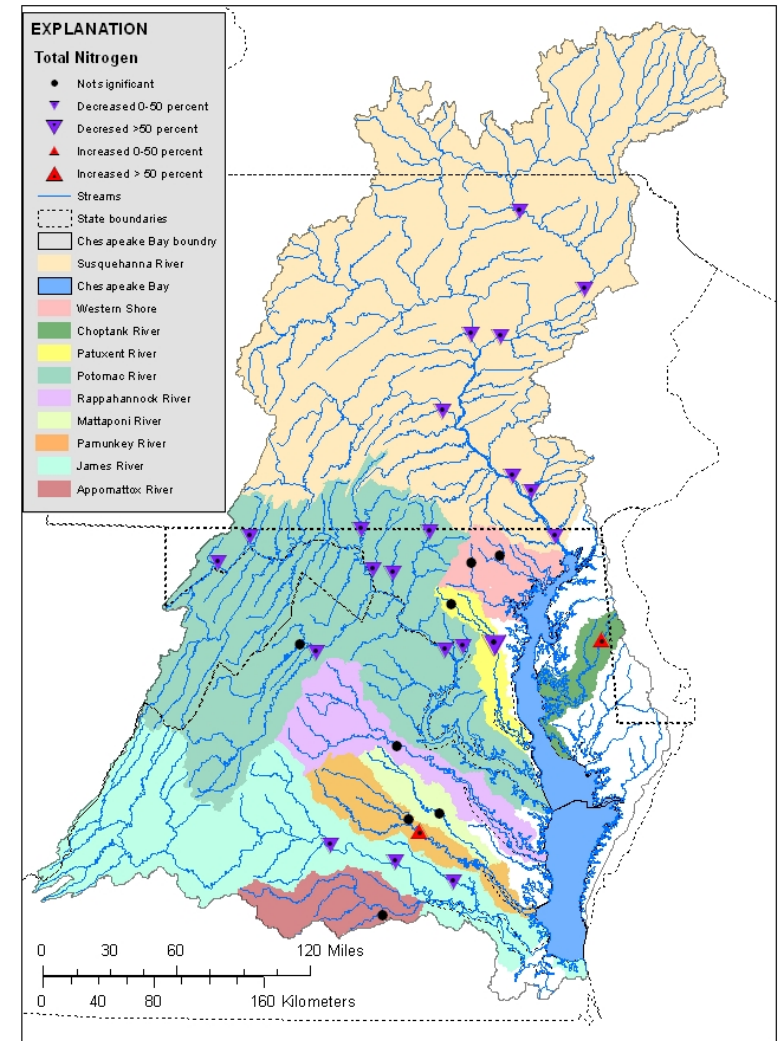 EXPLANATION
Total Nitrogen
Not significant
Decreased 0-50 percent
Decresed >50 percent
Increased 0-50 percent
Increased > 50 percent
Streams
State boundaries
Chesapeake Bay boundry
Susquehanna River
Chesapeake Bay
Western Shore
Choptank River
Patuxent River
Potomac River
Rappahannock River
Mattaponi River
Pamunkey River
James River
Appomattox River
0 30 60 120 Miles
0 40 80 160 Kilometers